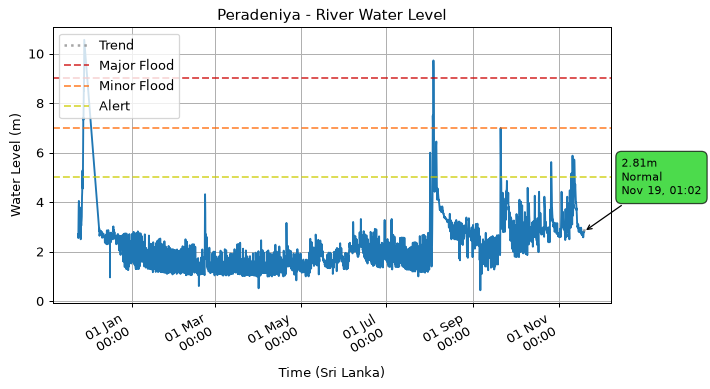 Peradeniya - River Water Level
Trend
Major Flood
Minor Flood
Alert
Water Level (m)
10
8
6
4
2
0
2.81m
Normal
Nov 19, 01:02
01 Jan
00:00
01 Mar
00:00
01 May
00:00
01 Jul
00:00
01 Sep
00:00
01 Nov
00:00
Time (Sri Lanka)